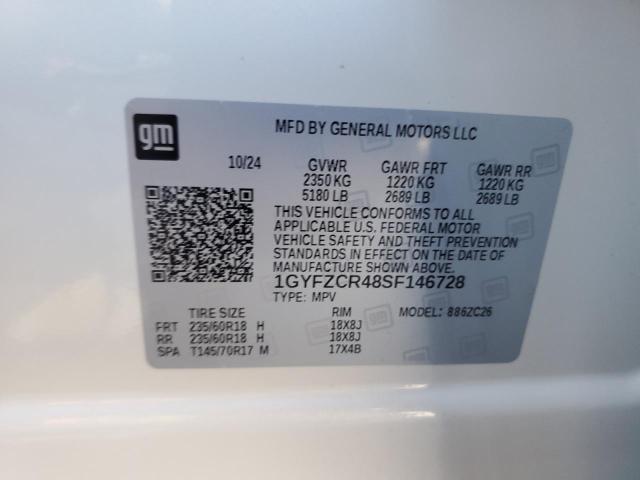 gm
MFD BY GENERAL MOTORS LLC
10/24 GVWR GAWR FRT GAWR RR
2350 KG 1220 KG 1220 KG
5180 LB 2689 LB 2689 LB
THIS VEHICLE CONFORMS TO ALL
APPLICABLE U.S. FEDERAL MOTOR
VEHICLE SAFETY AND THEFT PREVENTION
STANDARDS IN EFFECT ON THE DATE OF
MANUFACTURE SHOWN ABOVE.
1GYFZCR48SF146728
TYPE: MPV MODEL: 886ZC26
TIRE SIZE RIM
FRT 235/60R18 H 18X8J
RR 235/60R18 H 18X8J
SPA T145/70R17 M 17X4B